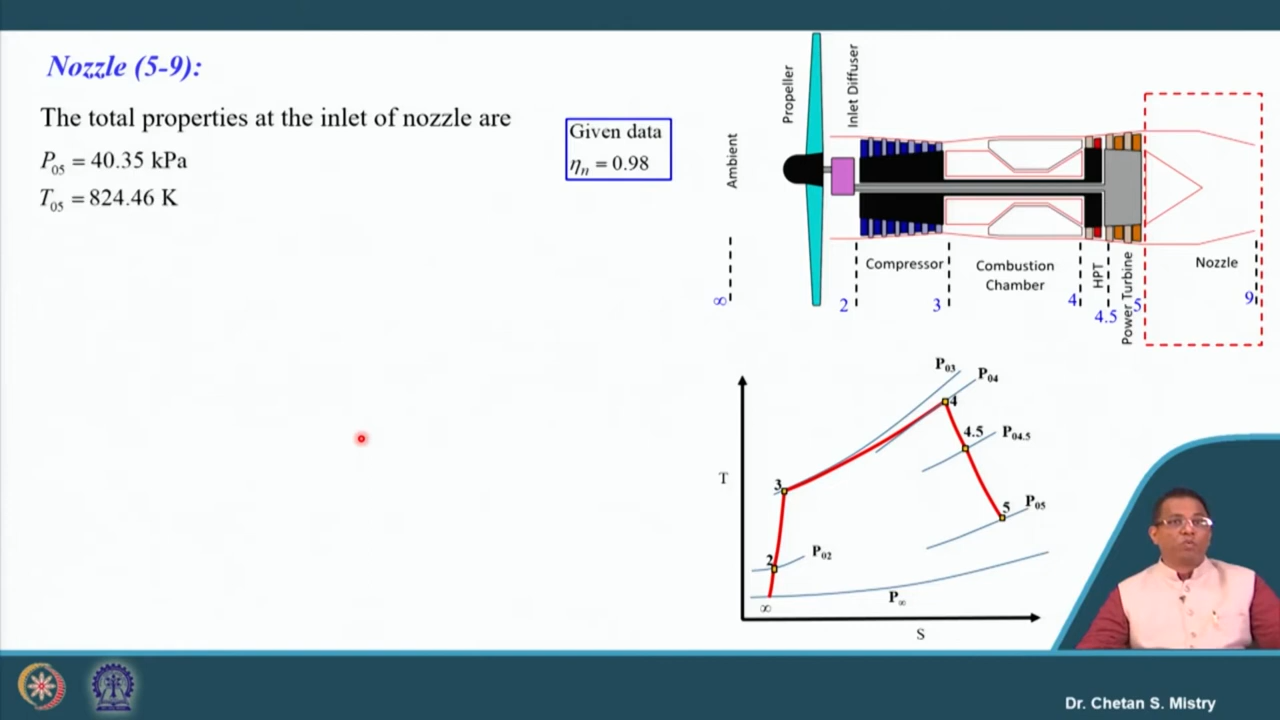 Nozzle (5-9):
The total properties at the inlet of nozzle are
P05 = 40.35 kPa
T05 = 824.46 K
Given data
ηn = 0.98
Ambient
Propeller
Inlet Diffuser
Compressor
Combustion
Chamber
HPT
Power Turbine
Nozzle
∞
2
3
4
4.5
5
9
P03
P04
4
4.5
P04.5
T
3
5
P05
2
P02
P∞
∞
S
Dr. Chetan S. Mistry